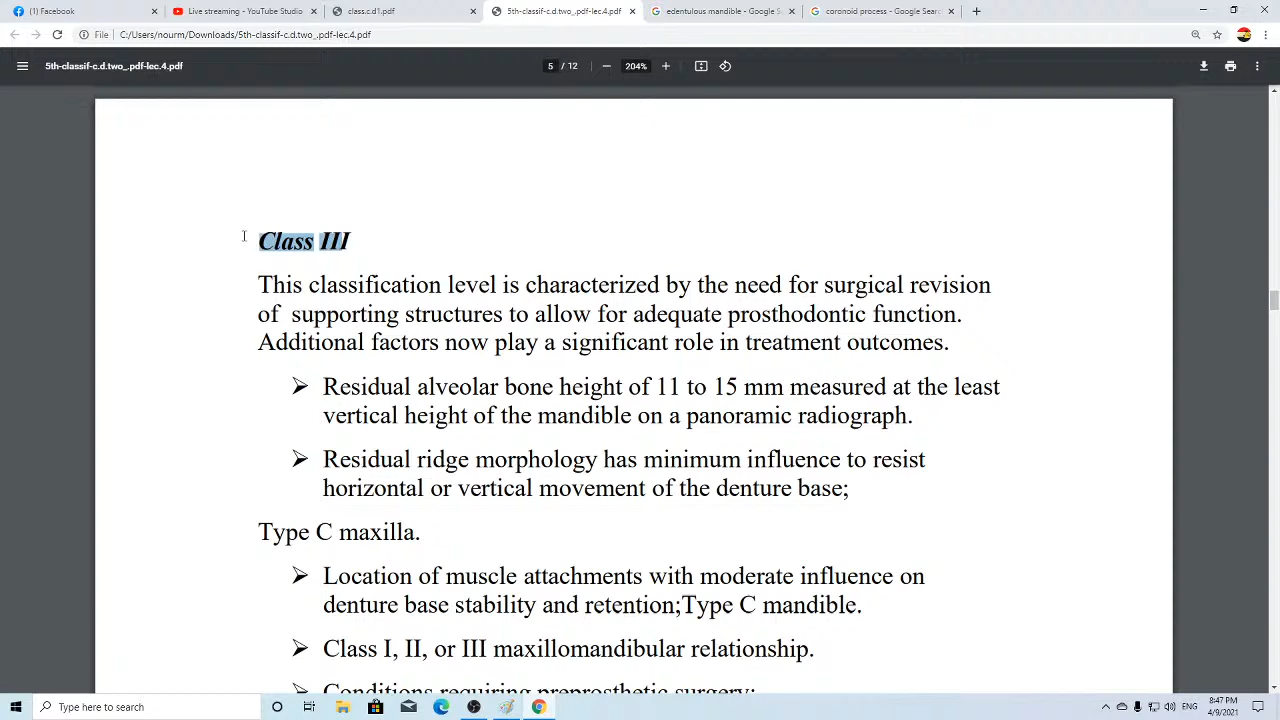 (1) Facebook
Live streaming - YouTube Studio
class.c.d1.pdf
5th-classif-c.d.two_.pdf-lec.4.pdf
edentulous mandible - Google S
coronoid process - Google Searc
File
C:/Users/nourm/Downloads/5th-classif-c.d.two_.pdf-lec.4.pdf
5th-classif-c.d.two_.pdf-lec.4.pdf
5 / 12
204%
Class III
This classification level is characterized by the need for surgical revision
of supporting structures to allow for adequate prosthodontic function.
Additional factors now play a significant role in treatment outcomes.
Residual alveolar bone height of 11 to 15 mm measured at the least
vertical height of the mandible on a panoramic radiograph.
Residual ridge morphology has minimum influence to resist
horizontal or vertical movement of the denture base;
Type C maxilla.
Location of muscle attachments with moderate influence on
denture base stability and retention;Type C mandible.
Class I, II, or III maxillomandibular relationship.
Conditions requiring preprosthetic surgery:
Type here to search
ENG
8:47 PM
4/9/2021